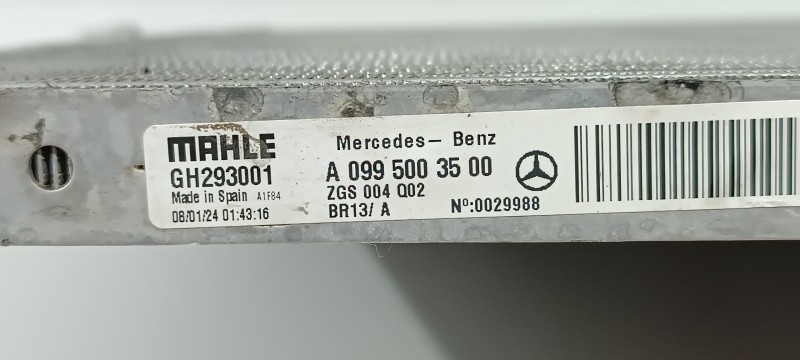 MAHLE
GH293001
Made in Spain A1F84
08/01/24 01:43:16
Mercedes- Benz
A 099 500 35 00
ZGS 004 Q02
BR13/ A
Nº:0029988